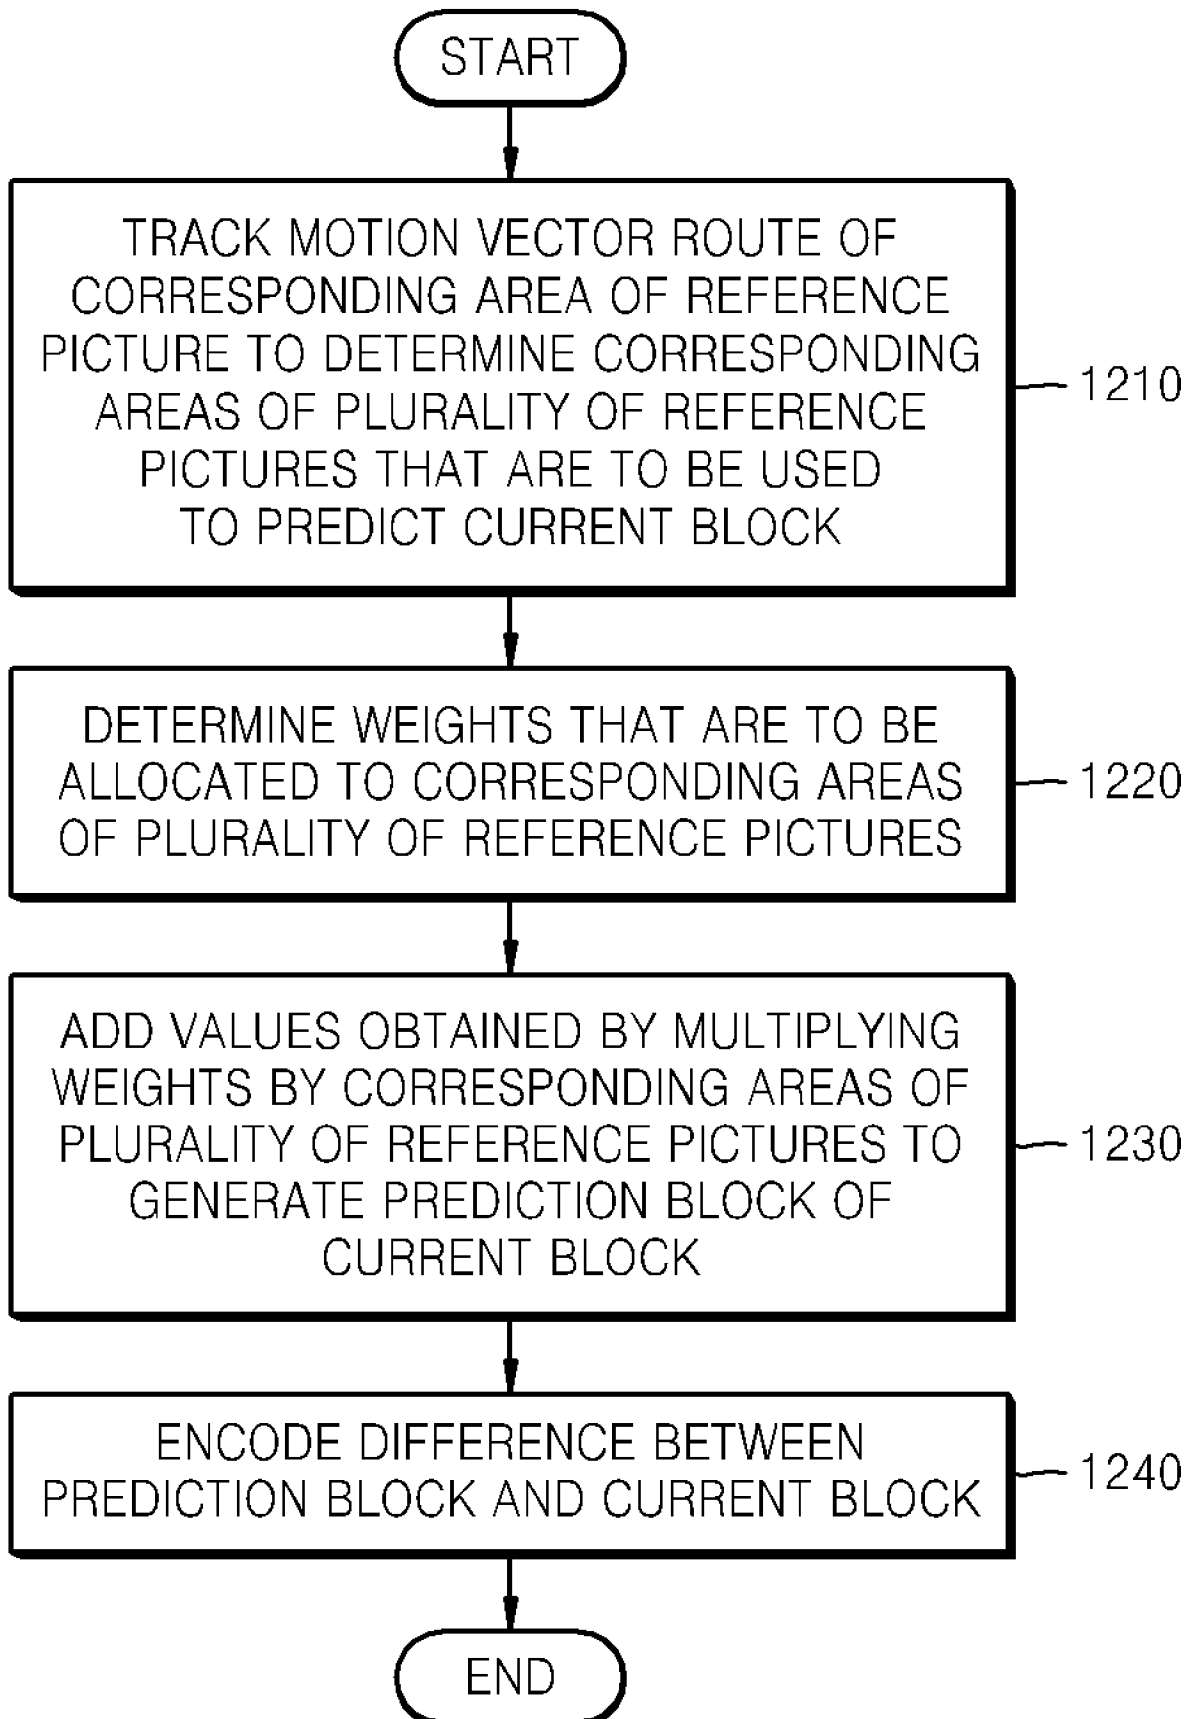 START
TRACK MOTION VECTOR ROUTE OF
CORRESPONDING AREA OF REFERENCE
PICTURE TO DETERMINE CORRESPONDING
AREAS OF PLURALITY OF REFERENCE
PICTURES THAT ARE TO BE USED
TO PREDICT CURRENT BLOCK
1210
DETERMINE WEIGHTS THAT ARE TO BE
ALLOCATED TO CORRESPONDING AREAS
OF PLURALITY OF REFERENCE PICTURES
1220
ADD VALUES OBTAINED BY MULTIPLYING
WEIGHTS BY CORRESPONDING AREAS OF
PLURALITY OF REFERENCE PICTURES TO
GENERATE PREDICTION BLOCK OF
CURRENT BLOCK
1230
ENCODE DIFFERENCE BETWEEN
PREDICTION BLOCK AND CURRENT BLOCK
1240
END